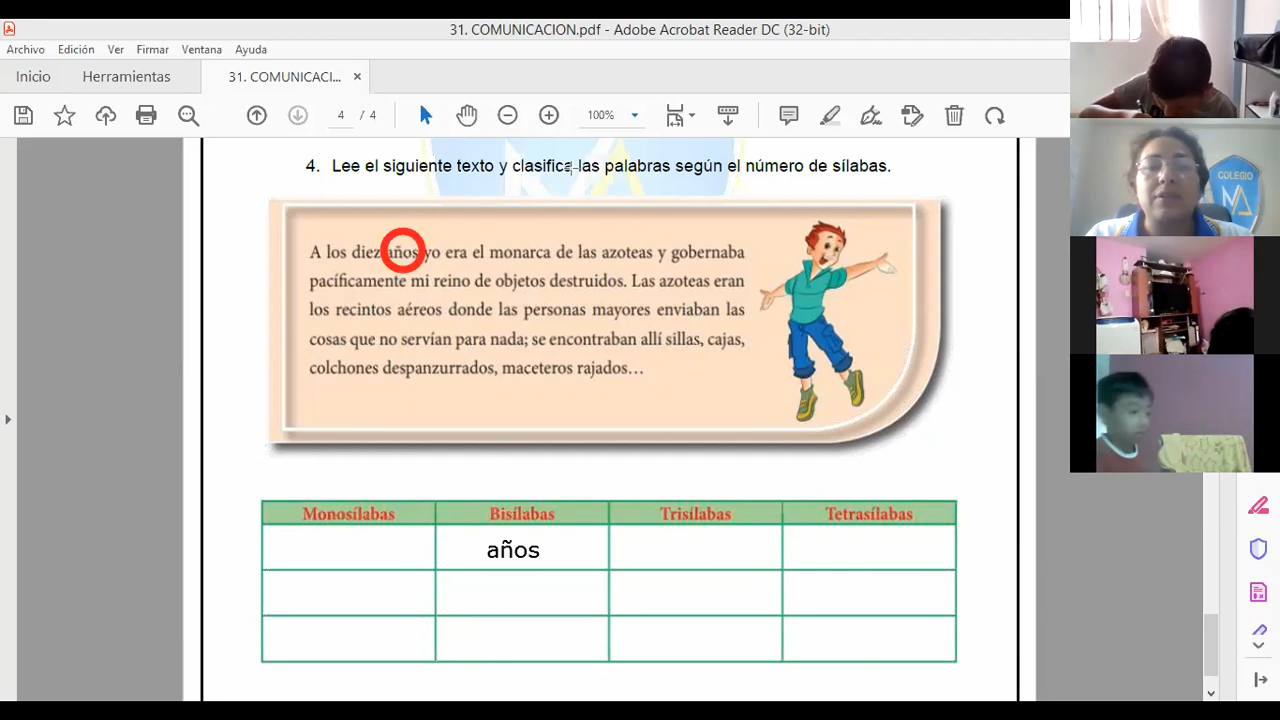 31. COMUNICACION.pdf - Adobe Acrobat Reader DC (32-bit)
Archivo Edición Ver Firmar Ventana Ayuda
Inicio Herramientas 31. COMUNICACI... ×
4 / 4 100%
4. Lee el siguiente texto y clasifica las palabras según el número de sílabas.
A los diez años yo era el monarca de las azoteas y gobernaba
pacíficamente mi reino de objetos destruidos. Las azoteas eran
los recintos aéreos donde las personas mayores enviaban las
cosas que no servían para nada; se encontraban allí sillas, cajas,
colchones despanzurrados, maceteros rajados…
Monosílabas Bisílabas Trisílabas Tetrasílabas
años
COLEGIO